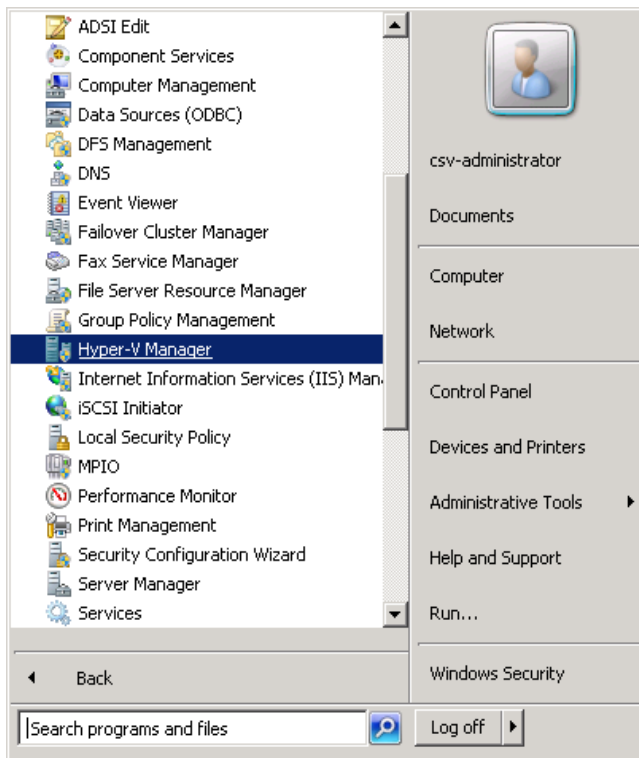 ADSI Edit
Component Services
Computer Management
Data Sources (ODBC)
DFS Management
DNS
Event Viewer
Failover Cluster Manager
Fax Service Manager
File Server Resource Manager
Group Policy Management
Hyper-V Manager
Internet Information Services (IIS) Man
iSCSI Initiator
Local Security Policy
MPIO
Performance Monitor
Print Management
Security Configuration Wizard
Server Manager
Services
Back
Search programs and files
csv-administrator
Documents
Computer
Network
Control Panel
Devices and Printers
Administrative Tools
Help and Support
Run...
Windows Security
Log off